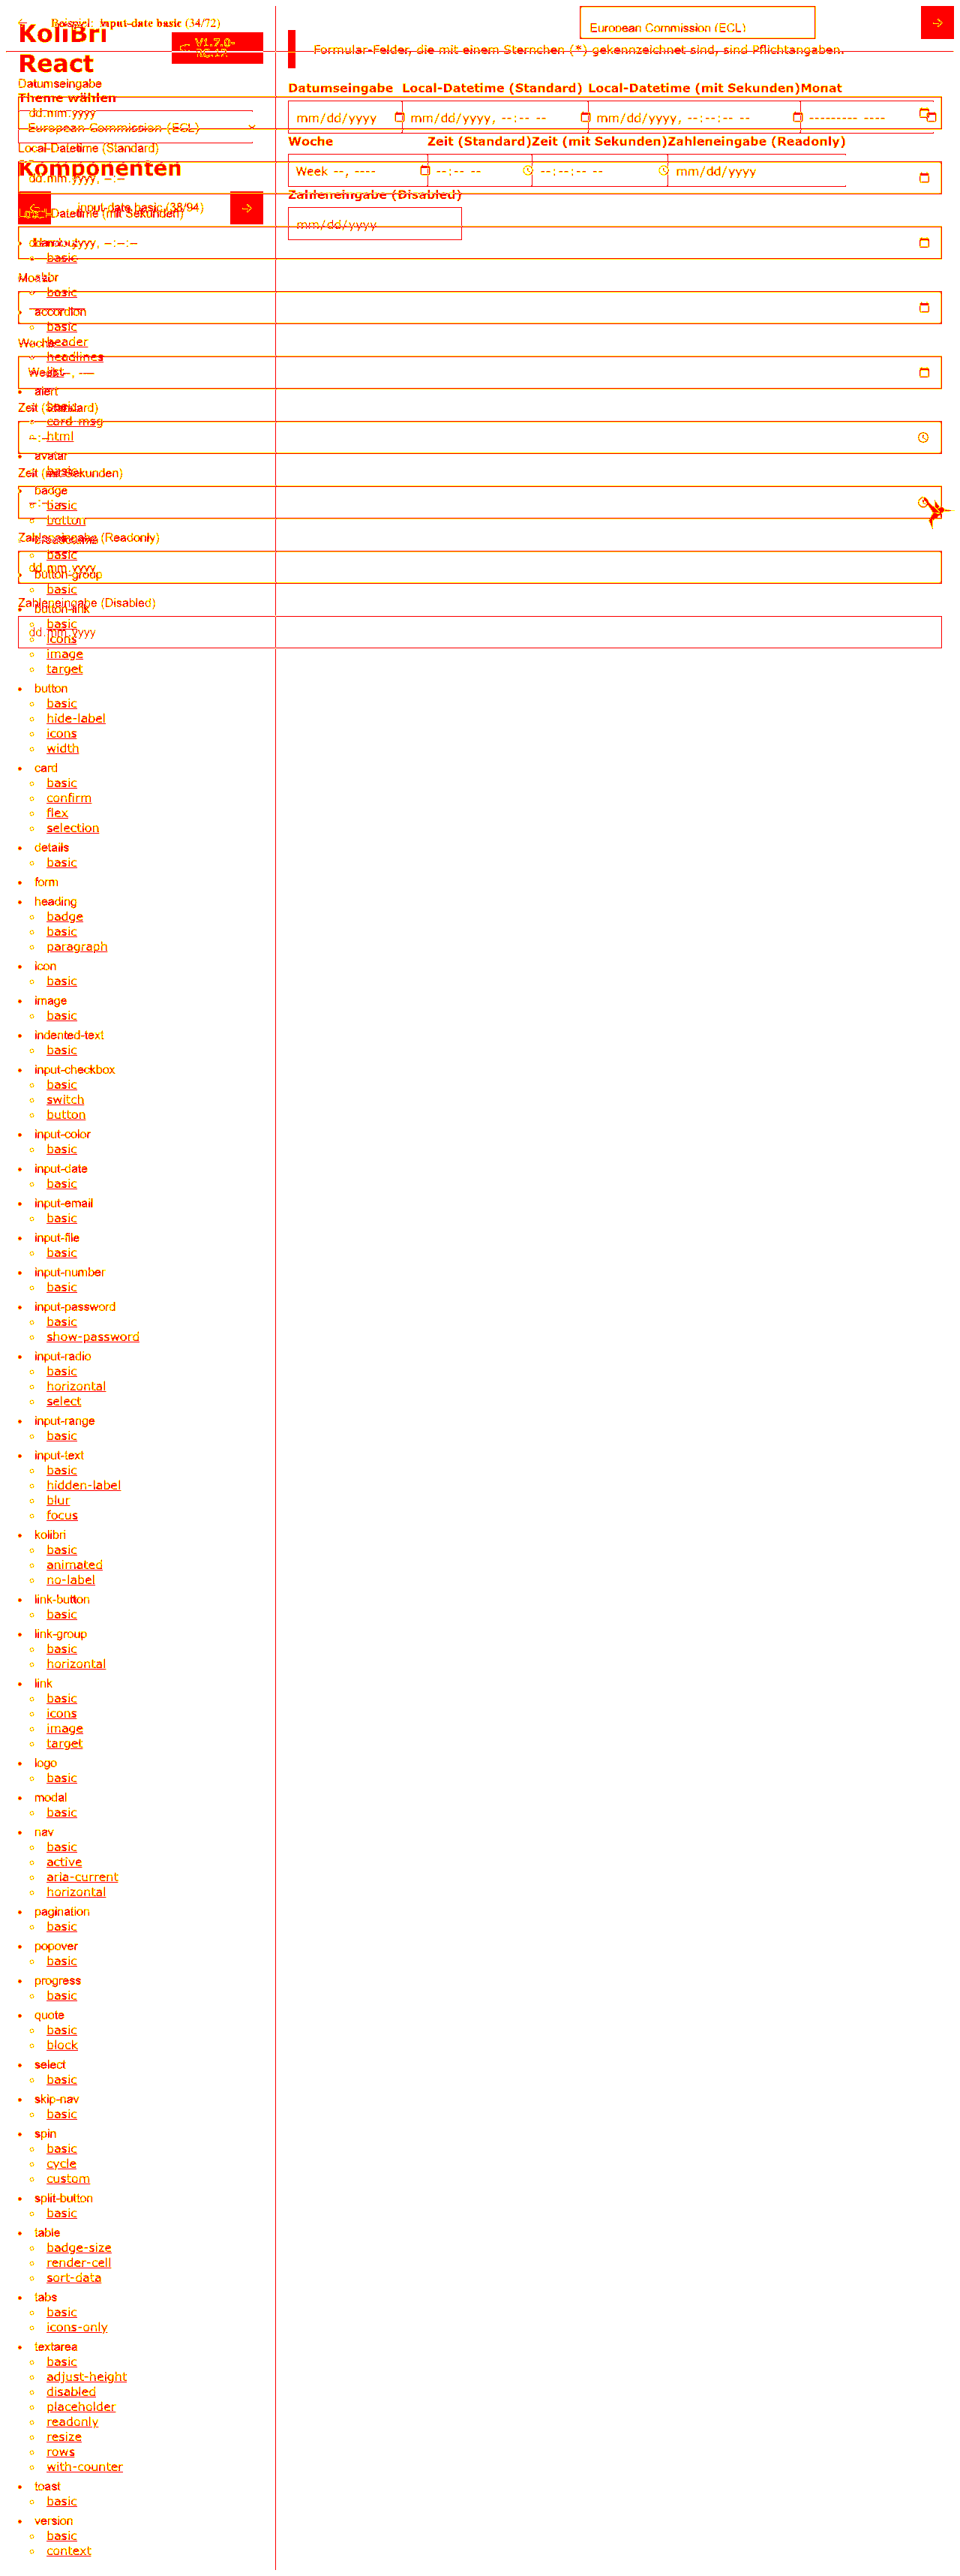 ← Beispiel: input-date basic (34/72)
European Commission (ECL)
→
KoliBri
React
V1.7.0-
Formular-Felder, die mit einem Sternchen (*) gekennzeichnet sind, sind Pflichtangaben.
Datumseingabe
Theme wählen
dd.mm.yyyy
European Commission (ECL)
Local-Datetime (Standard)
Komponenten
dd.mm.yyyy, --:--
← input-date basic (38/94) →
Local-Datetime (mit Sekunden)
Datumseingabe Local-Datetime (Standard) Local-Datetime (mit Sekunden)Monat
mm/dd/yyyy mm/dd/yyyy, --:-- -- mm/dd/yyyy, --:--:-- -- --------- ----
Woche Zeit (Standard)Zeit (mit Sekunden)Zahleneingabe (Readonly)
Week --, ---- --:-- -- --:--:-- -- mm/dd/yyyy
Zahleneingabe (Disabled)
mm/dd/yyyy
basic
Monat
abbr
basic
accordion
basic
Woche
header
headlines
alert
Zeit (Standard)
card-msg
html
avatar
basic
Zeit (mit Sekunden)
badge
basic
button
Zahleneingabe (Readonly)
basic
dd.mm.yyyy
button-group
basic
Zahleneingabe (Disabled)
button-link
basic
dd.mm.yyyy
icons
image
target
button
basic
hide-label
icons
width
card
basic
confirm
flex
selection
details
basic
form
heading
badge
basic
paragraph
icon
basic
image
basic
indented-text
basic
input-checkbox
basic
switch
button
input-color
basic
input-date
basic
input-email
basic
input-file
basic
input-number
basic
input-password
basic
show-password
input-radio
basic
horizontal
select
input-range
basic
input-text
basic
hidden-label
blur
focus
kolibri
basic
animated
no-label
link-button
basic
link-group
basic
horizontal
link
basic
icons
image
target
logo
basic
modal
basic
nav
basic
active
aria-current
horizontal
pagination
basic
popover
basic
progress
basic
quote
basic
block
select
basic
skip-nav
basic
spin
basic
cycle
custom
split-button
basic
table
badge-size
render-cell
sort-data
tabs
basic
icons-only
textarea
basic
adjust-height
disabled
placeholder
readonly
resize
rows
with-counter
toast
basic
version
basic
context